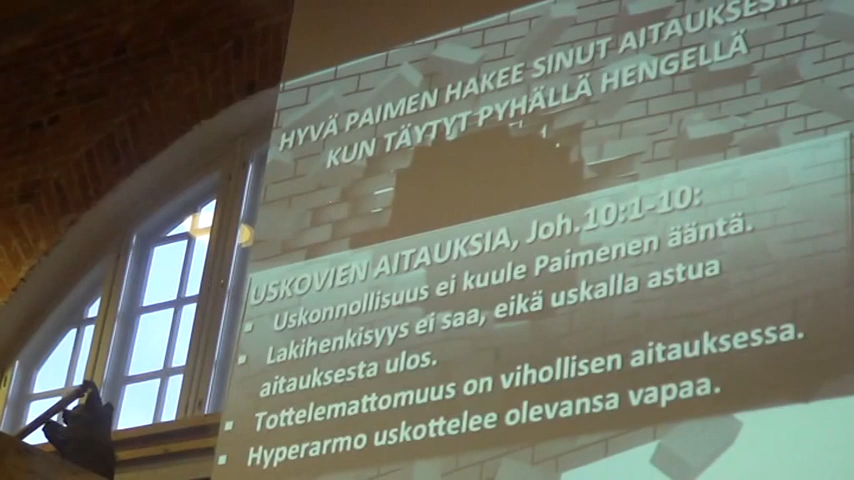 HYVÄ PAIMEN HAKEE SINUT AITAUKSESTA
KUN TÄYTYT PYHÄLLÄ HENGELLÄ
USKOVIEN AITAUKSIA, Joh.10:1-10:
▪ Uskonnollisuus ei kuule Paimenen ääntä.
▪ Lakihenkisyys ei saa, eikä uskalla astua
aitauksesta ulos.
▪ Tottelemattomuus on vihollisen aitauksessa.
▪ Hyperarmo uskottelee olevansa vapaa.